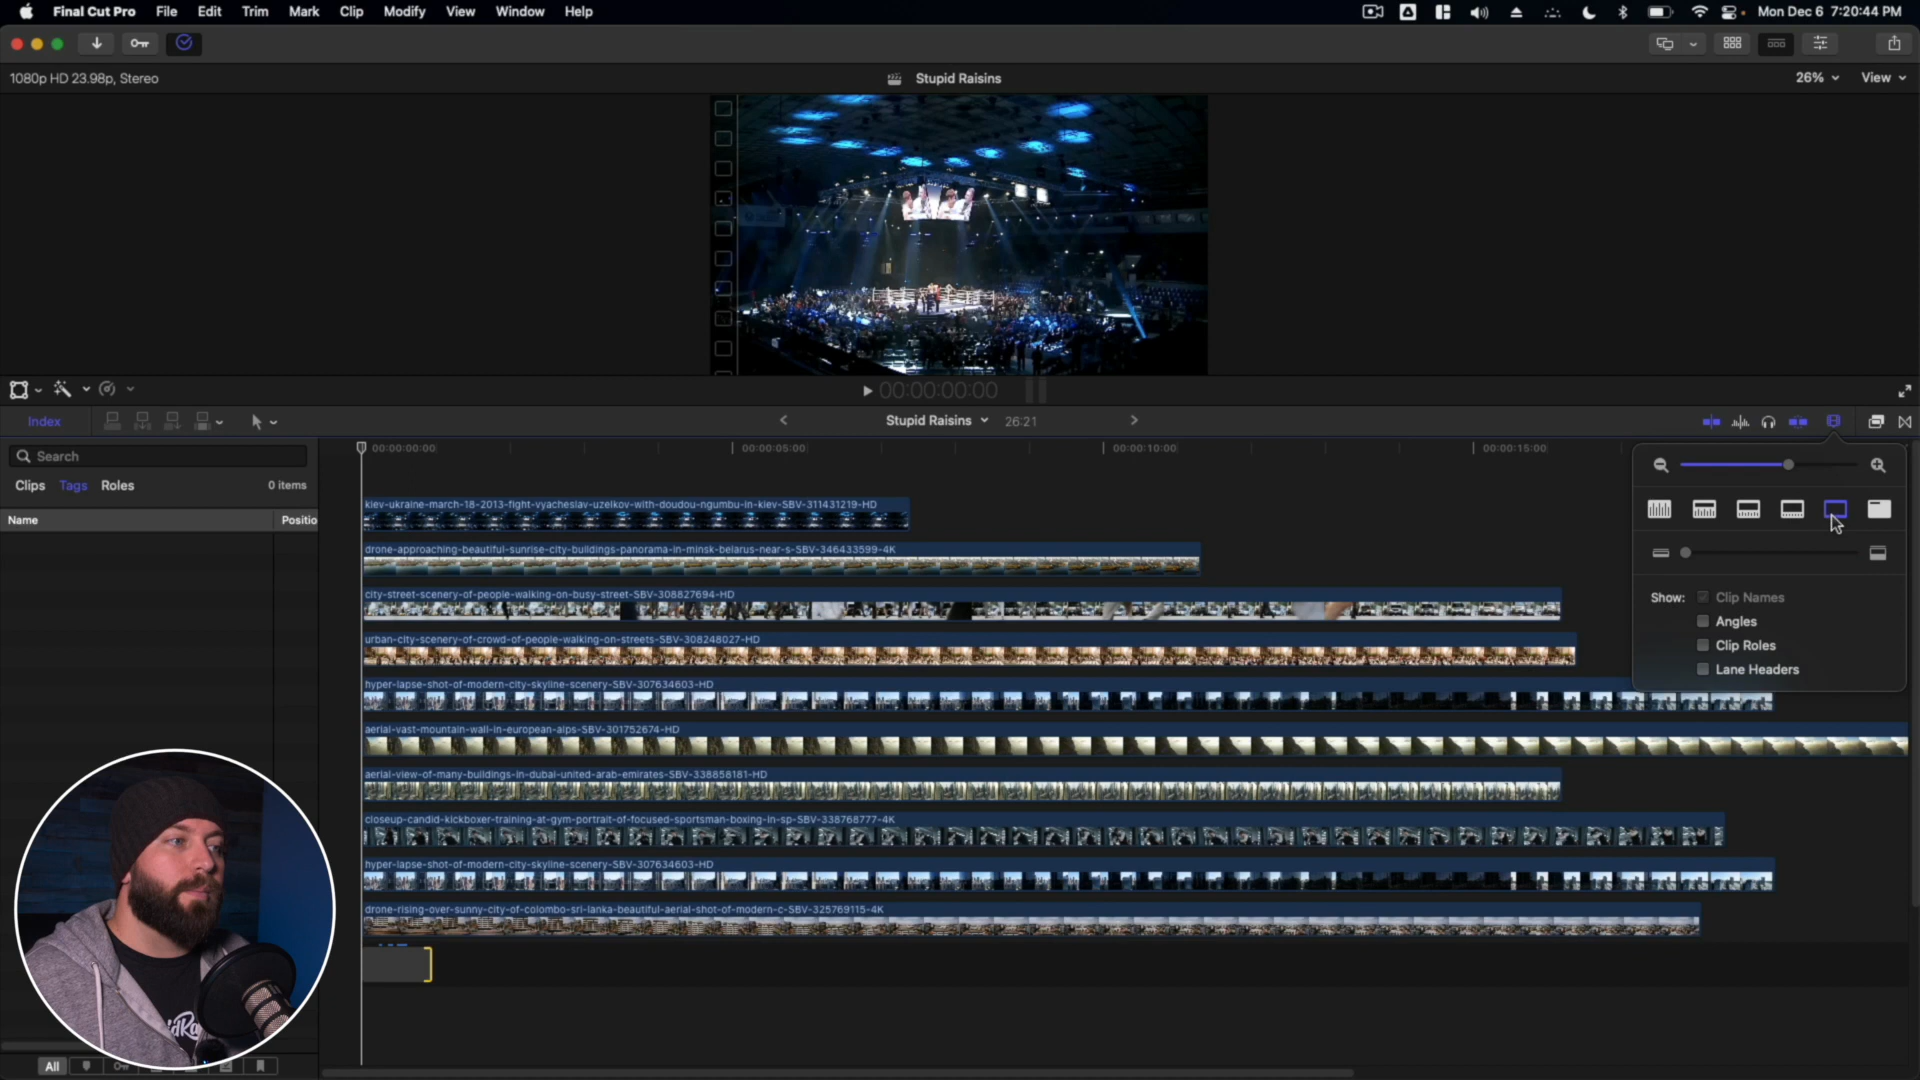 Final Cut Pro File Edit Trim Mark Clip Modify View Window Help Mon Dec 6 7:20:44 PM
1080p HD 23.98p, Stereo Stupid Raisins 26% View
00:00:00:00
Index Stupid Raisins 26:21
Search
Clips Tags Roles 0 items
Name Positio
00:00:00:00 00:00:05:00 00:00:10:00 00:00:15:00
kiev-ukraine-march-18-2013-fight-vyacheslav-uzelkov-with-doudou-ngumbu-in-kiev-SBV-311431219-HD
drone-approaching-beautiful-sunrise-city-buildings-panorama-in-minsk-belarus-near-s-SBV-346433599-4K
city-street-scenery-of-people-walking-on-busy-street-SBV-308827694-HD
urban-city-scenery-of-crowd-of-people-walking-on-streets-SBV-308248027-HD
hyper-lapse-shot-of-modern-city-skyline-scenery-SBV-307634603-HD
aerial-vast-mountain-wall-in-european-alps-SBV-301752674-HD
aerial-view-of-many-buildings-in-dubai-united-arab-emirates-SBV-338858181-HD
closeup-candid-kickboxer-training-at-gym-portrait-of-focused-sportsman-boxing-in-sp-SBV-338768777-4K
hyper-lapse-shot-of-modern-city-skyline-scenery-SBV-307634603-HD
drone-rising-over-sunny-city-of-colombo-sri-lanka-beautiful-aerial-shot-of-modern-c-SBV-325769115-4K
Show: Clip Names
Angles
Clip Roles
Lane Headers
All